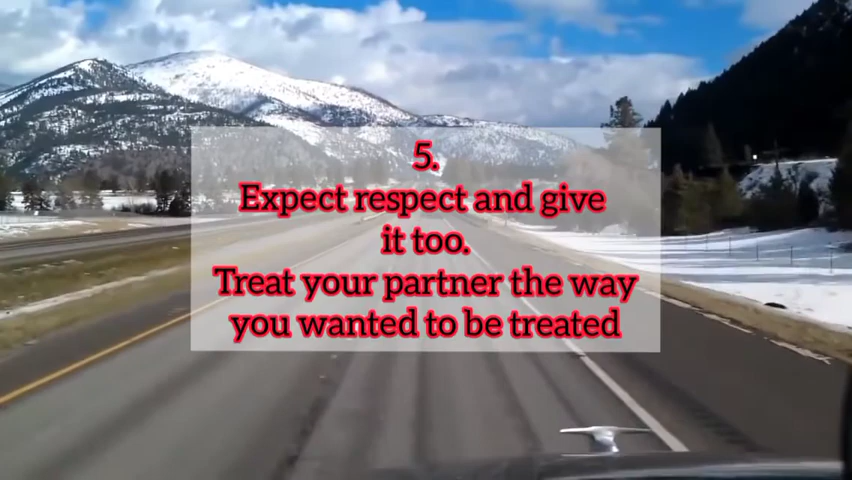 5.
Expect respect and give
it too.
Treat your partner the way
you wanted to be treated